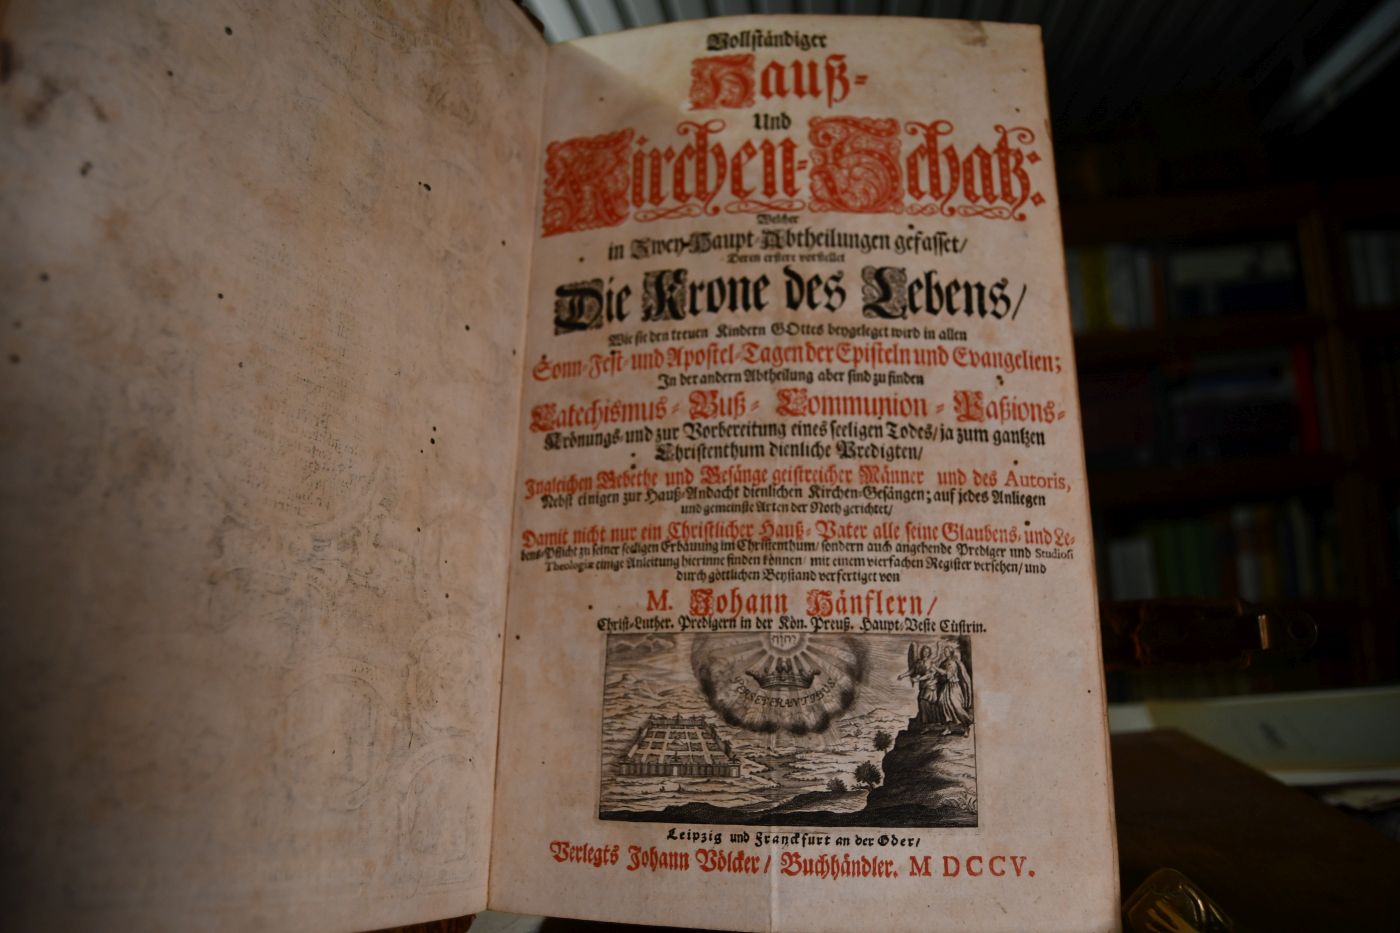 Vollständiger
Hauß-
Und
Kirchen-Schatz:
Welcher
in Zwey-Haupt-Abtheilungen gefasset/
Deren erstere vorstellet
Die Krone des Lebens/
Wie sie den treuen Kindern GOttes beygeleget wird in allen
Sonn-Fest-und Apostel-Tagen der Episteln und Evangelien;
In der andern Abtheilung aber sind zu finden
Catechismus- Buß- Communion- Paßions-
Krönungs-und zur Vorbereitung eines seeligen Todes/ ja zum gantzen
Christenthum dienliche Predigten/
Ingleichen Gebethe und Gesänge geistreicher Männer und des Autoris,
Nebst einigen zur Hauß-Andacht dienlichen Kirchen-Gesängen; auf jedes Anliegen
und gemeinste Arten der Noth gerichtet/
Damit nicht nur ein Christlicher Hauß-Vater alle seine Glaubens- und Le-
bens-Pflicht zu seiner seeligen Erbauung im Christenthum/ sondern auch angehende Prediger und Studiosi
Theologiæ einige Anleitung hierinne finden können/ mit einem vierfachen Register versehen/ und
durch göttlichen Beystand verfertiget von
M. Johann Hänflern/
Christ-Luther. Predigern in der Kön. Preuß. Haupt-Veste Cüstrin.
PERSEVERANTIBUS
Leipzig und Franckfurt an der Oder/
Verlegts Johann Völcker/ Buchhändler. M DCCV.